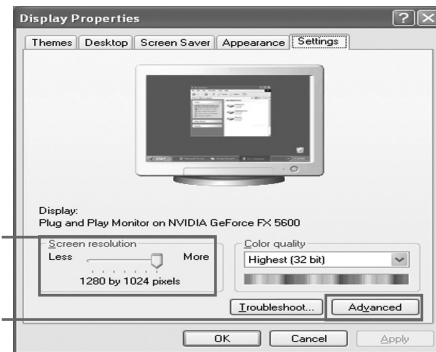 Display Properties
Themes Desktop Screen Saver Appearance Settings
Display:
Plug and Play Monitor on NVIDIA GeForce FX 5600
Screen resolution
Less More
1280 by 1024 pixels
Color quality
Highest (32 bit)
Troubleshoot... Advanced
OK Cancel Apply